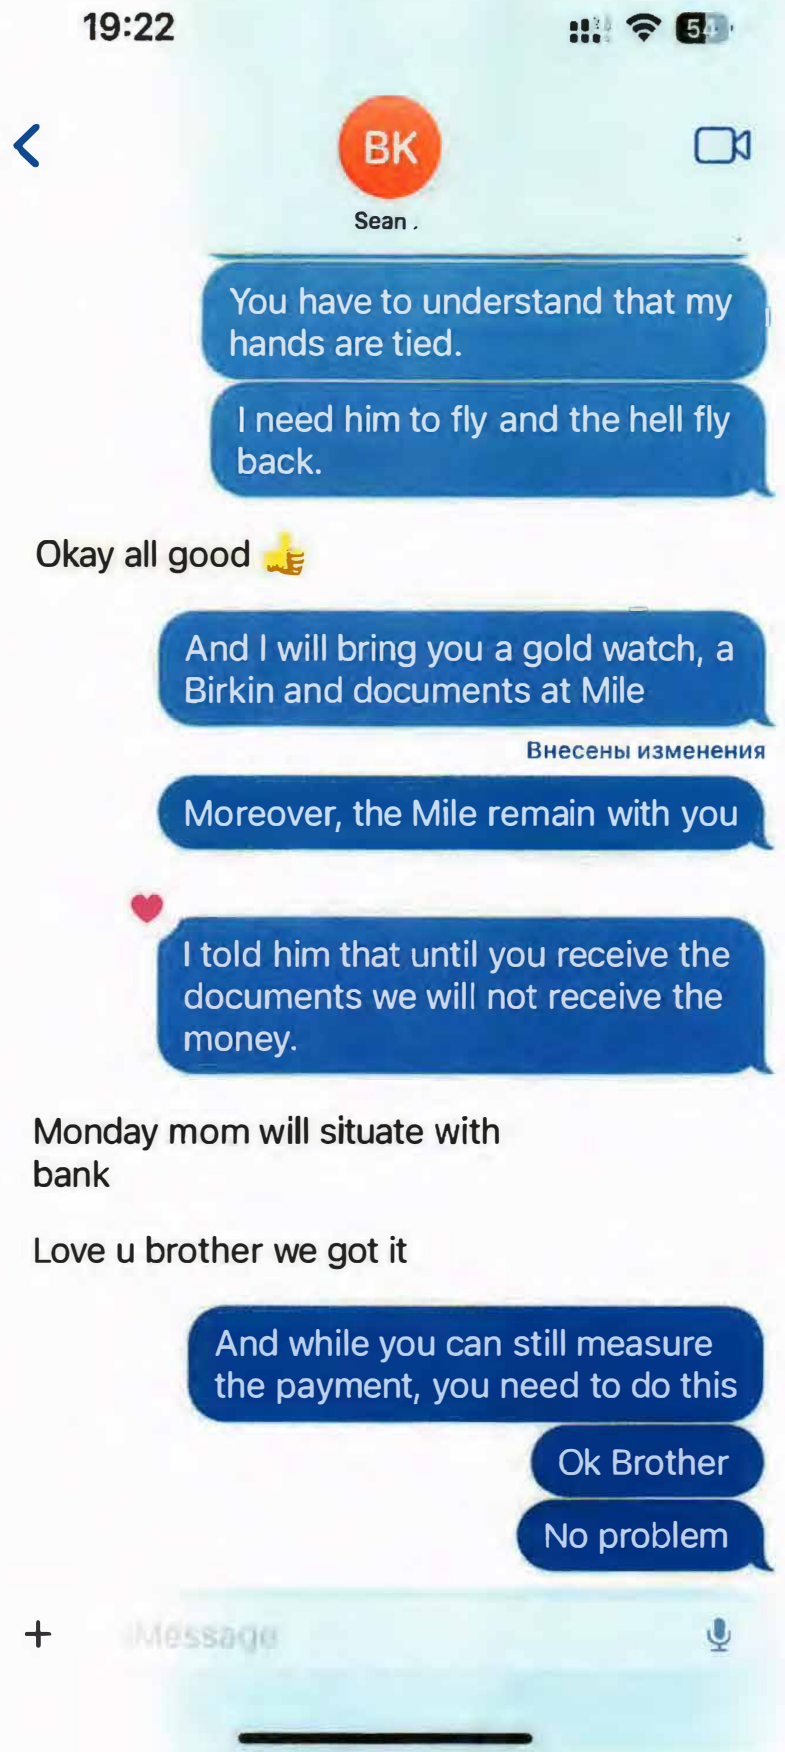 19:22
54
BK
Sean .
You have to understand that my
hands are tied.
I need him to fly and the hell fly
back.
Okay all good 👍
And I will bring you a gold watch, a
Birkin and documents at Mile
Внесены изменения
Moreover, the Mile remain with you
I told him that until you receive the
documents we will not receive the
money.
Monday mom will situate with
bank
Love u brother we got it
And while you can still measure
the payment, you need to do this
Ok Brother
No problem
iMessage